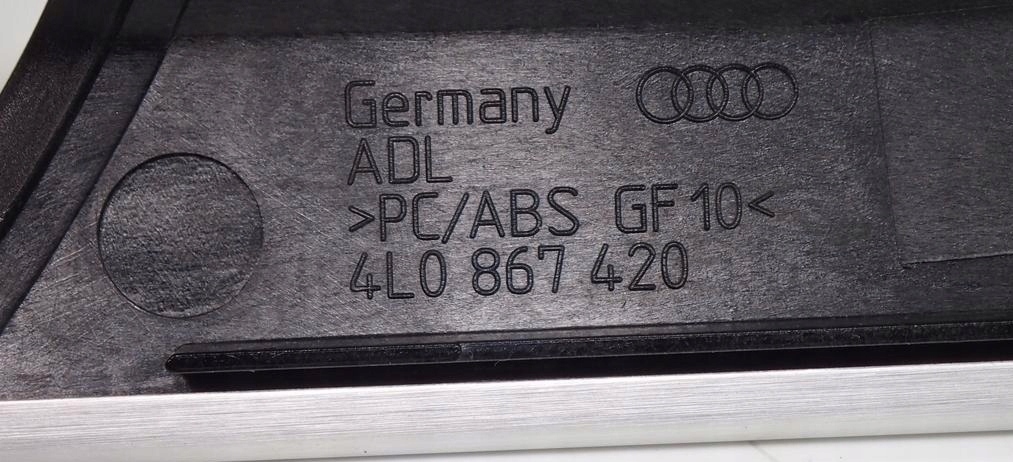 Germany
ADL
>PC/ABS GF10<
4L0 867 420